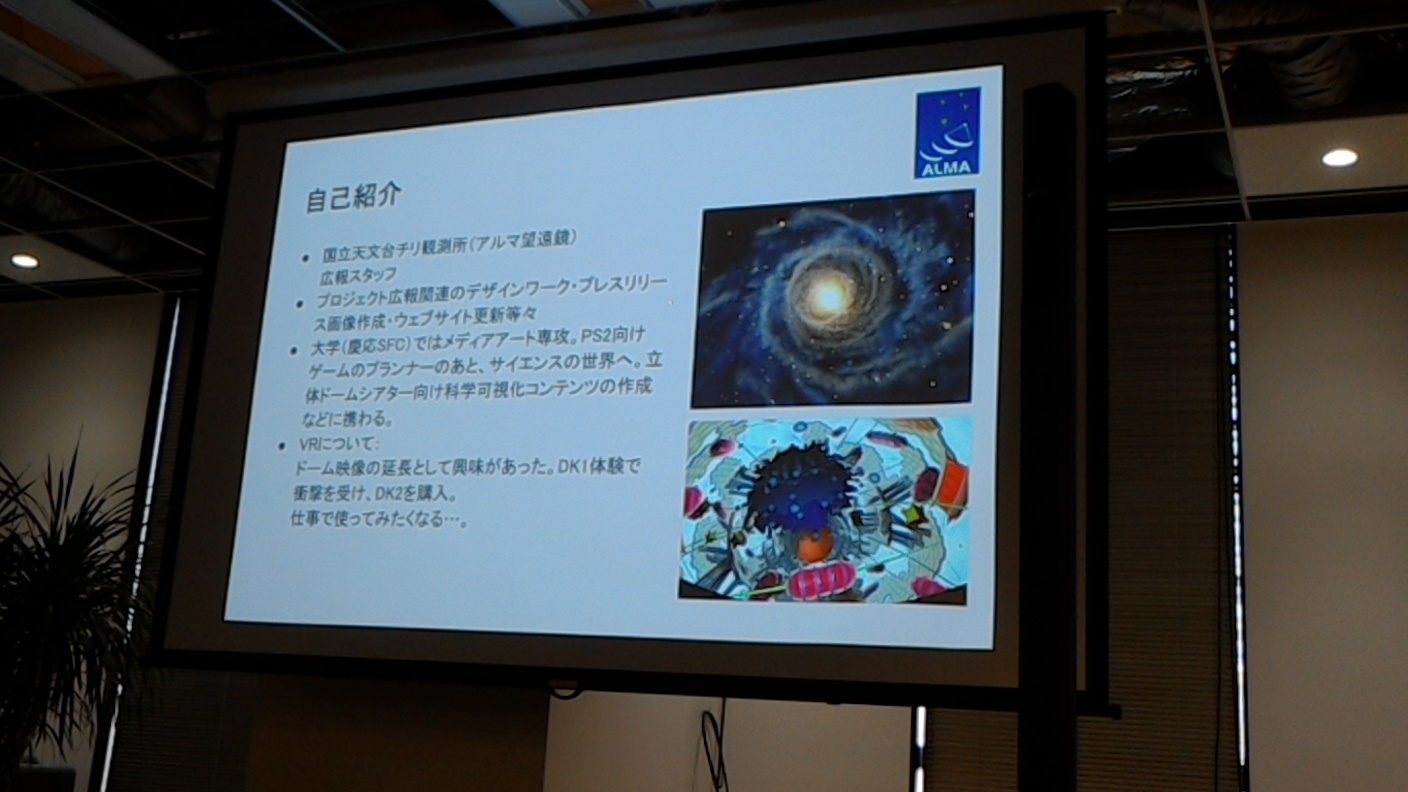 ALMA
自己紹介
• 国立天文台チリ観測所(アルマ望遠鏡)
広報スタッフ
• プロジェクト広報関連のデザインワーク・プレスリリー
ス画像作成・ウェブサイト更新等々
• 大学(慶応SFC)ではメディアアート専攻。PS2向け
ゲームのプランナーのあと、サイエンスの世界へ。立
体ドームシアター向け科学可視化コンテンツの作成
などに携わる。
• VRについて:
ドーム映像の延長として興味があった。DK1体験で
衝撃を受け、DK2を購入。
仕事で使ってみたくなる…。